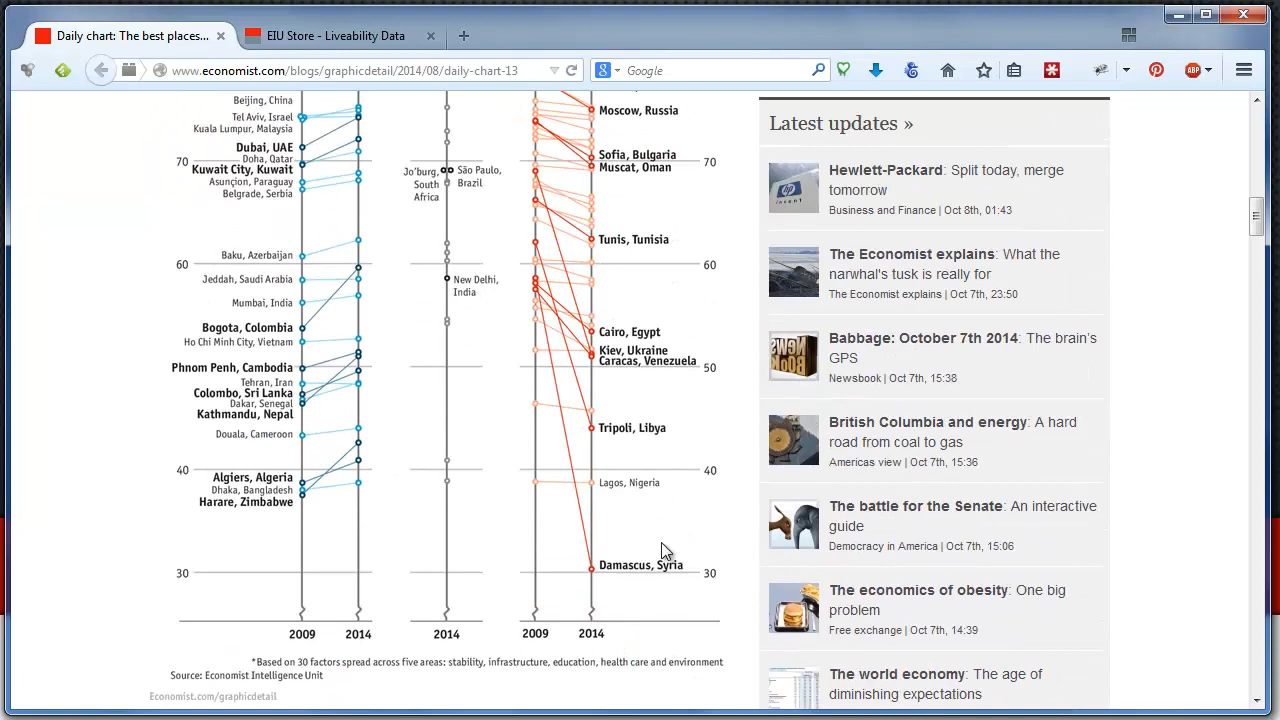 Daily chart: The best places...
EIU Store - Liveability Data
www.economist.com/blogs/graphicdetail/2014/08/daily-chart-13
Google
ABP
Beijing, China
Tel Aviv, Israel
Kuala Lumpur, Malaysia
Dubai, UAE
Doha, Qatar
70
Kuwait City, Kuwait
Asunçion, Paraguay
Belgrade, Serbia
Baku, Azerbaijan
60
Jeddah, Saudi Arabia
Mumbai, India
Bogota, Colombia
Ho Chi Minh City, Vietnam
Phnom Penh, Cambodia
50
Tehran, Iran
Colombo, Sri Lanka
Dakar, Senegal
Kathmandu, Nepal
Douala, Cameroon
40
Algiers, Algeria
Dhaka, Bangladesh
Harare, Zimbabwe
30
2009 2014
Jo'burg,
South
Africa
São Paulo,
Brazil
New Delhi,
India
2014
Moscow, Russia
Sofia, Bulgaria
70
Muscat, Oman
Tunis, Tunisia
60
Cairo, Egypt
Kiev, Ukraine
Caracas, Venezuela
50
Tripoli, Libya
40
Lagos, Nigeria
Damascus, Syria
30
2009 2014
*Based on 30 factors spread across five areas: stability, infrastructure, education, health care and environment
Source: Economist Intelligence Unit
Economist.com/graphicdetail
Latest updates »
hp
invent
Hewlett-Packard: Split today, merge
tomorrow
Business and Finance | Oct 8th, 01:43
The Economist explains: What the
narwhal's tusk is really for
The Economist explains | Oct 7th, 23:50
NEWS
BOOK
Babbage: October 7th 2014: The brain's
GPS
Newsbook | Oct 7th, 15:38
British Columbia and energy: A hard
road from coal to gas
Americas view | Oct 7th, 15:36
The battle for the Senate: An interactive
guide
Democracy in America | Oct 7th, 15:06
The economics of obesity: One big
problem
Free exchange | Oct 7th, 14:39
The world economy: The age of
diminishing expectations